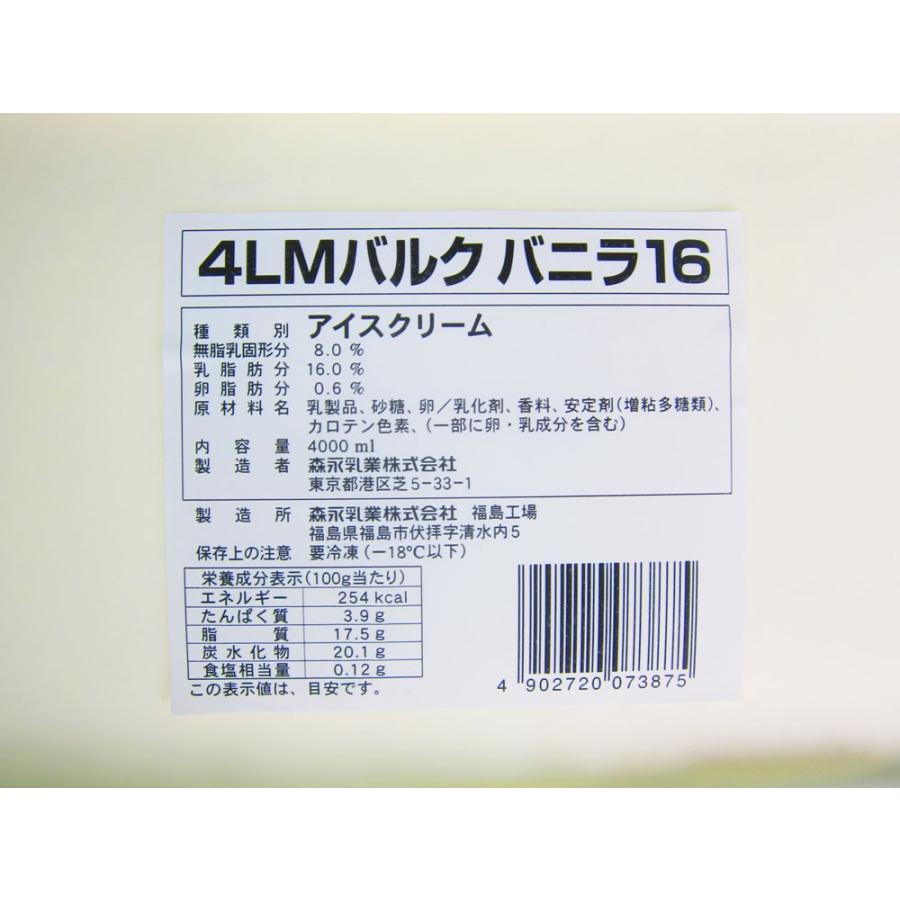 4LMバルク バニラ16
種類別 アイスクリーム
無脂乳固形分 8.0 %
乳脂肪分 16.0 %
卵脂肪分 0.6 %
原材料名 乳製品、砂糖、卵／乳化剤、香料、安定剤(増粘多糖類)、
カロテン色素、(一部に卵・乳成分を含む)
内容量 4000 ml
製造者 森永乳業株式会社
東京都港区芝5-33-1
製造所 森永乳業株式会社 福島工場
福島県福島市伏拝字清水内5
保存上の注意 要冷凍(－18℃以下)
栄養成分表示(100g当たり)
エネルギー 254 kcal
たんぱく質 3.9 g
脂質 17.5 g
炭水化物 20.1 g
食塩相当量 0.12 g
この表示値は、目安です。
4 902720 073875